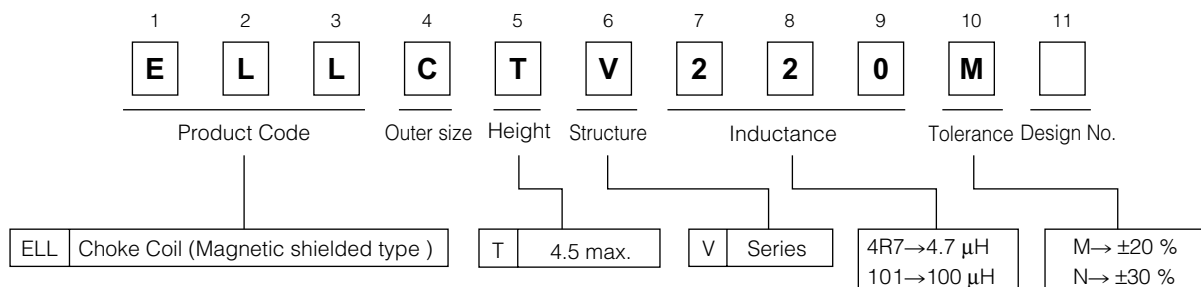 1 2 3 4 5 6 7 8 9 10 11
E L L C T V 2 2 0 M
Product Code Outer size Height Structure Inductance Tolerance Design No.
ELL Choke Coil (Magnetic shielded type ) T 4.5 max. V Series 4R7→4.7 μH M→ ±20 %
101→100 μH N→ ±30 %